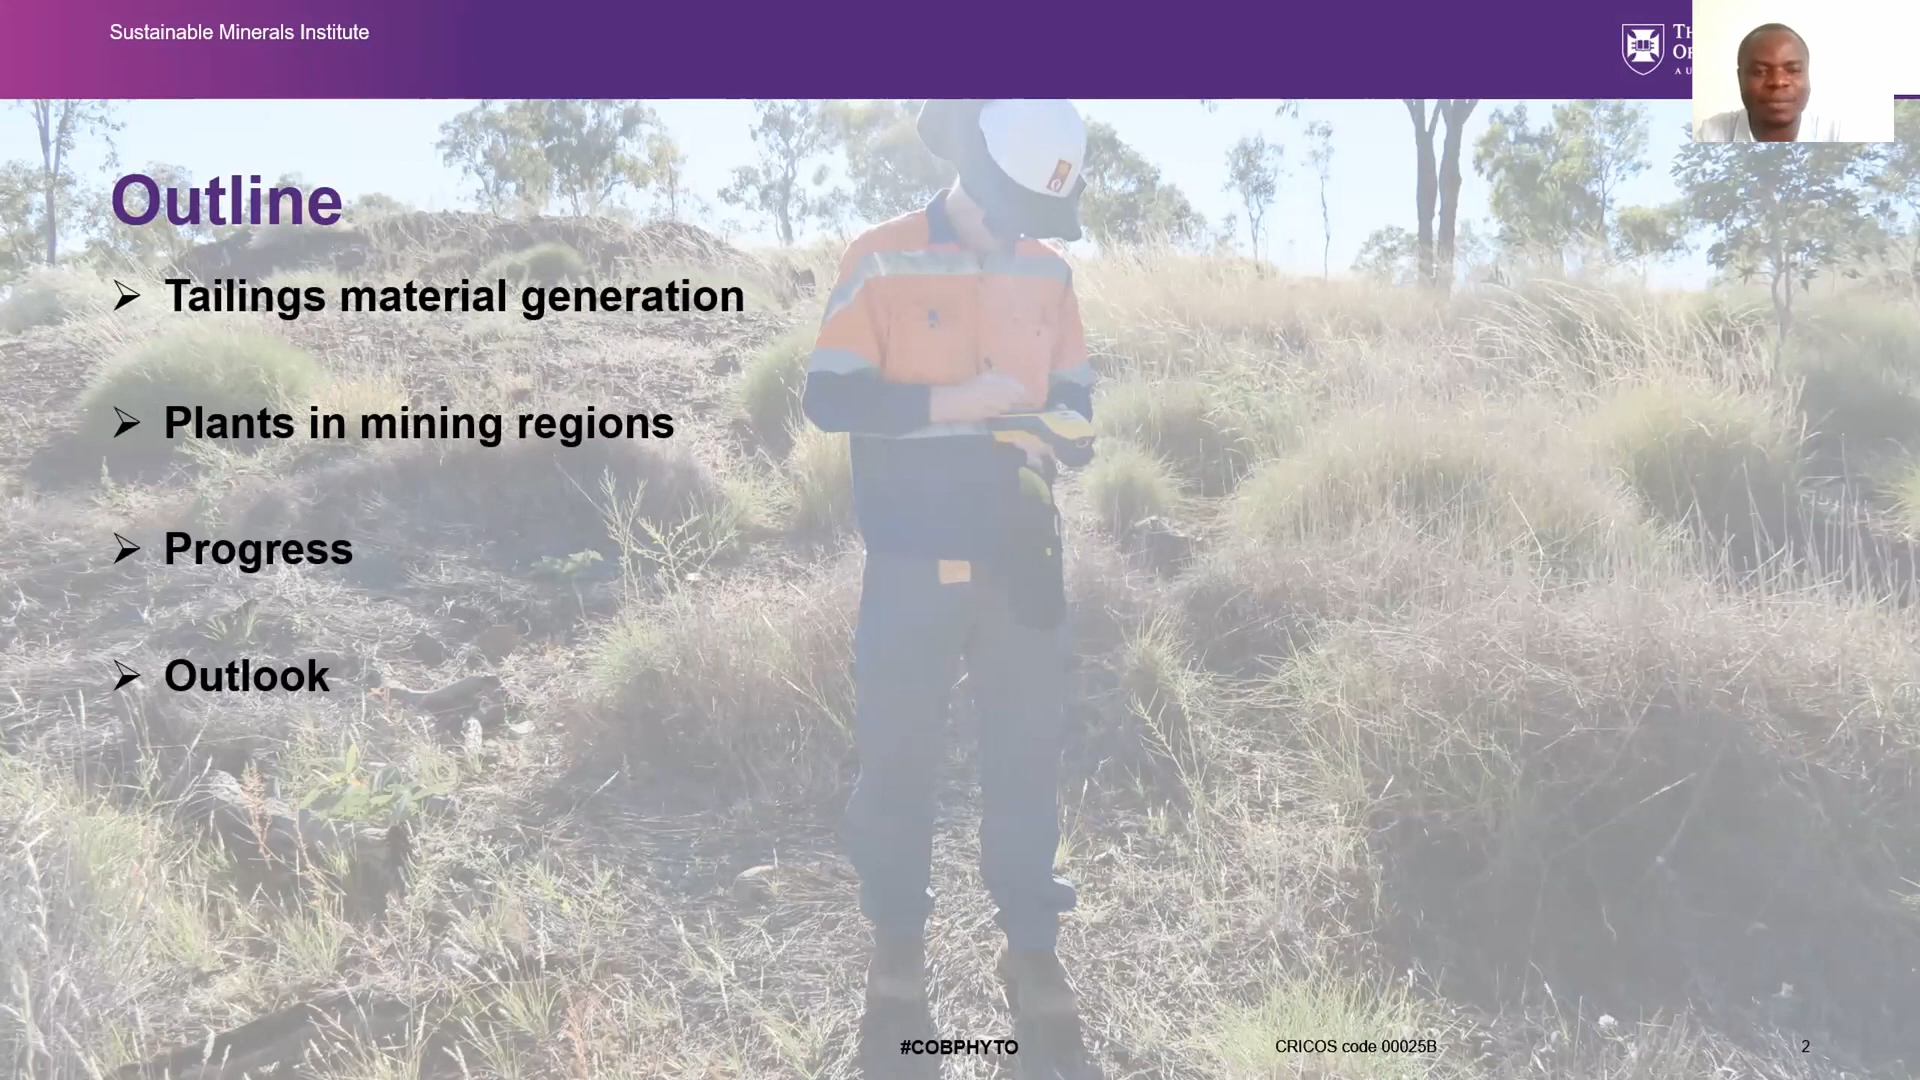 Sustainable Minerals Institute
Outline
Tailings material generation
Plants in mining regions
Progress
Outlook
#COBPHYTO
CRICOS code 00025B
2